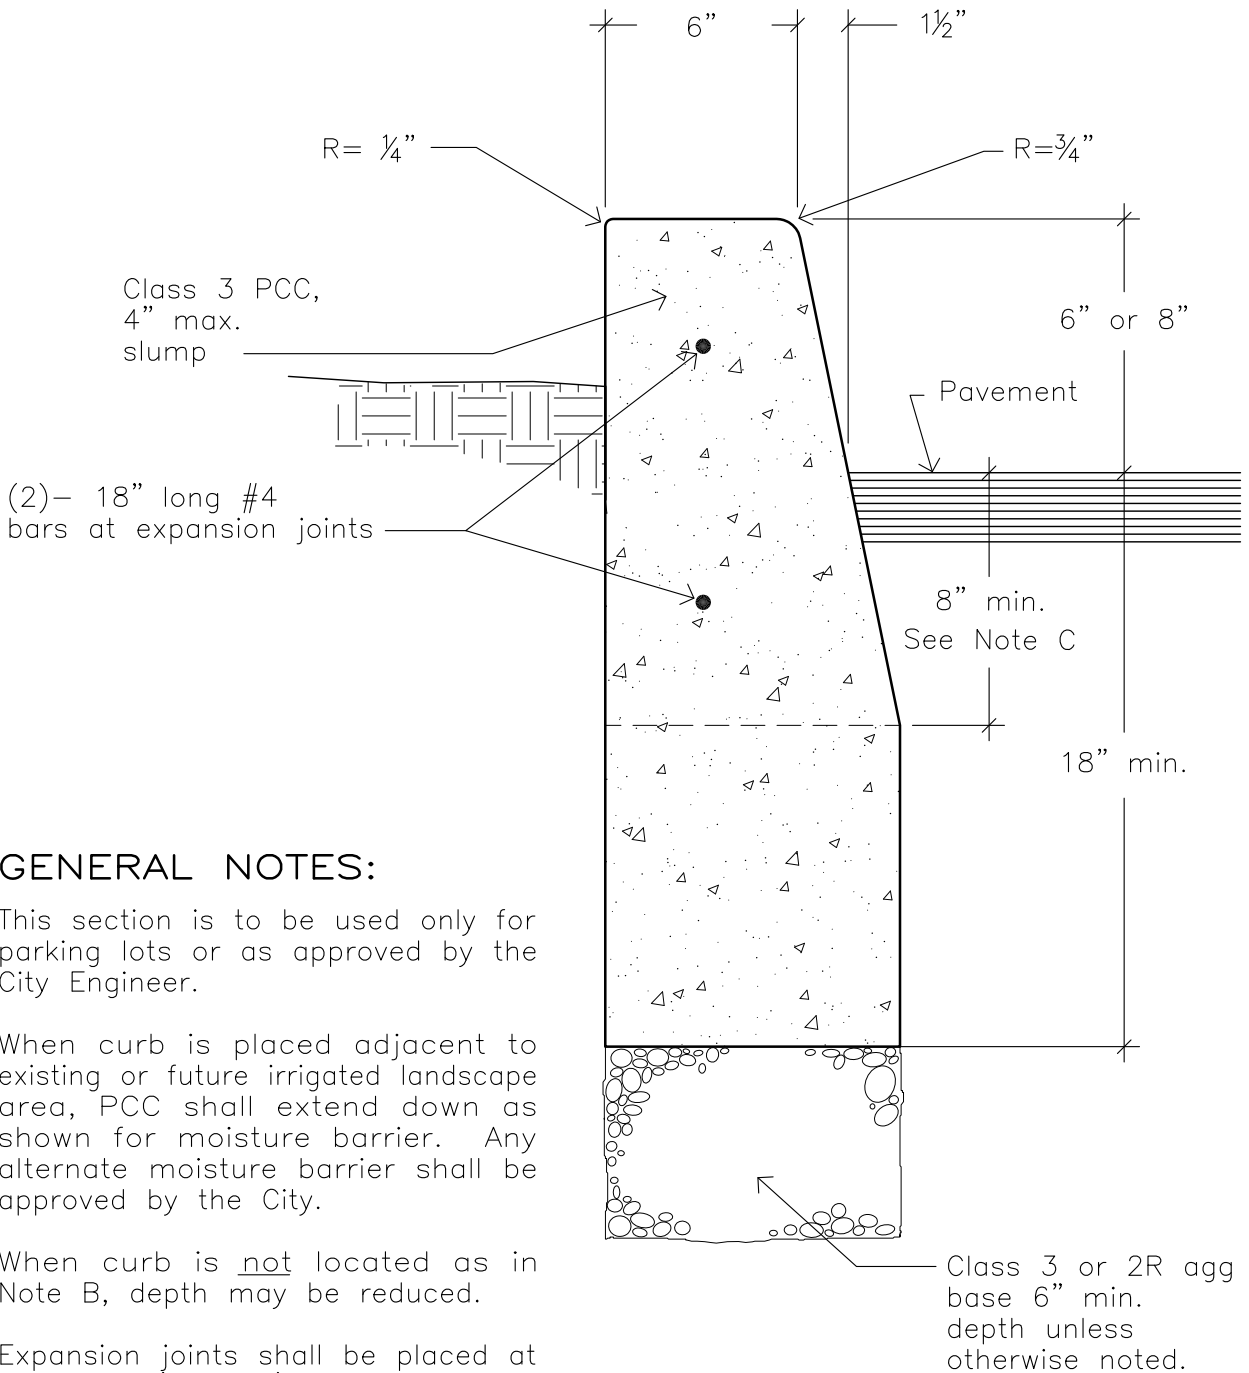 6” 1½”
R= ¼” R=¾”
Class 3 PCC,
4” max.
slump
6” or 8”
Pavement
(2)– 18” long #4
bars at expansion joints
8” min.
See Note C
18” min.
GENERAL NOTES:
This section is to be used only for
parking lots or as approved by the
City Engineer.
When curb is placed adjacent to
existing or future irrigated landscape
area, PCC shall extend down as
shown for moisture barrier. Any
alternate moisture barrier shall be
approved by the City.
When curb is not located as in
Note B, depth may be reduced.
Expansion joints shall be placed at
Class 3 or 2R agg
base 6” min.
depth unless
otherwise noted.